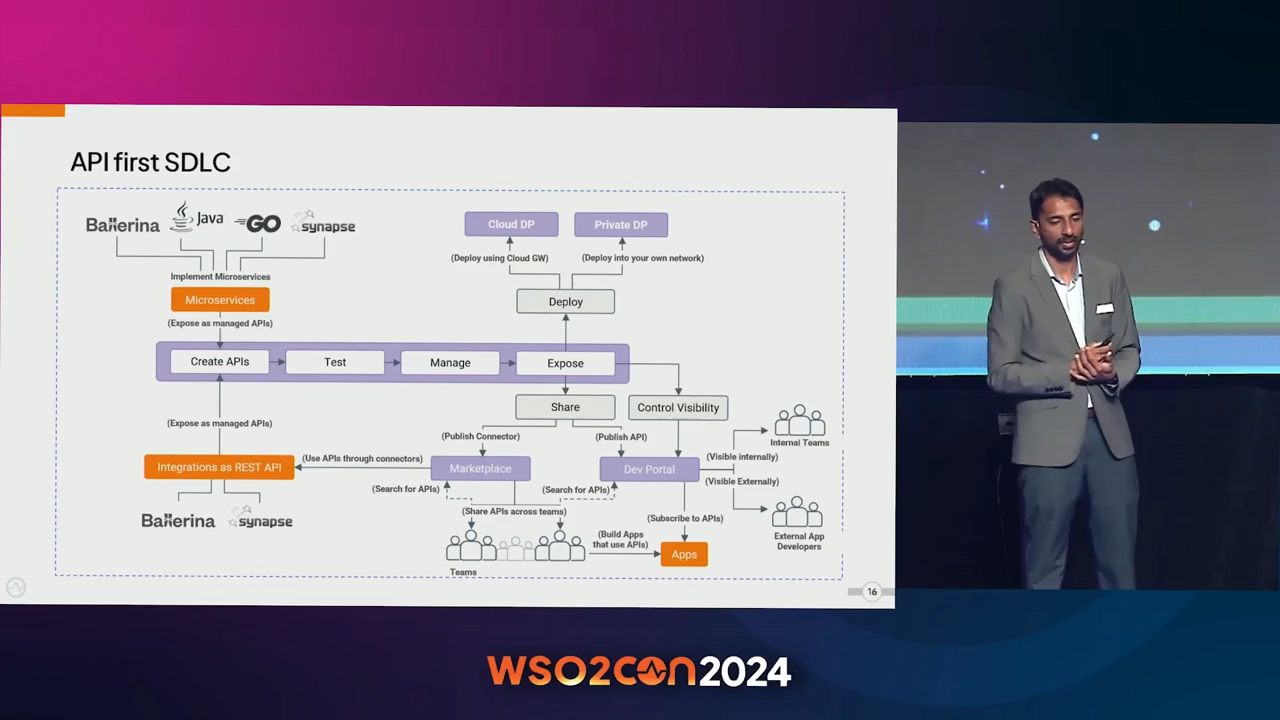 API first SDLC
Ballerina
Java
GO
synapse
Implement Microservices
Microservices
(Expose as managed APIs)
Cloud DP
Private DP
(Deploy using Cloud GW)
(Deploy into your own network)
Deploy
Create APIs
Test
Manage
Expose
Share
Control Visibility
(Expose as managed APIs)
(Publish Connector)
(Publish API)
Internal Teams
Integrations as REST API
(Use APIs through connectors)
Marketplace
Dev Portal
(Visible internally)
(Visible Externally)
(Search for APIs)
(Search for APIs)
Ballerina
synapse
(Share APIs across teams)
(Subscribe to APIs)
External App
Developers
(Build Apps
that use APIs)
Apps
Teams
16
WSO2CON2024